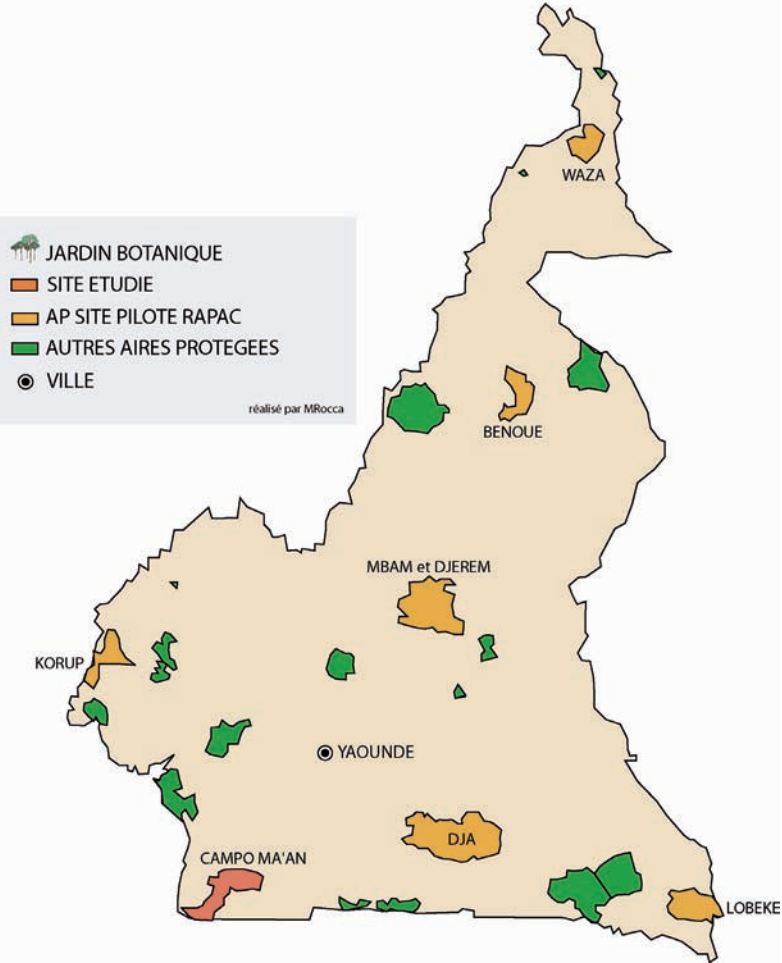 WAZA
JARDIN BOTANIQUE
SITE ETUDIE
AP SITE PILOTE RAPAC
AUTRES AIRES PROTEGEES
VILLE
réalisé par MRocca
BENOUE
MBAM et DJEREM
KORUP
YAOUNDE
DJA
CAMPO MA'AN
LOBEKE